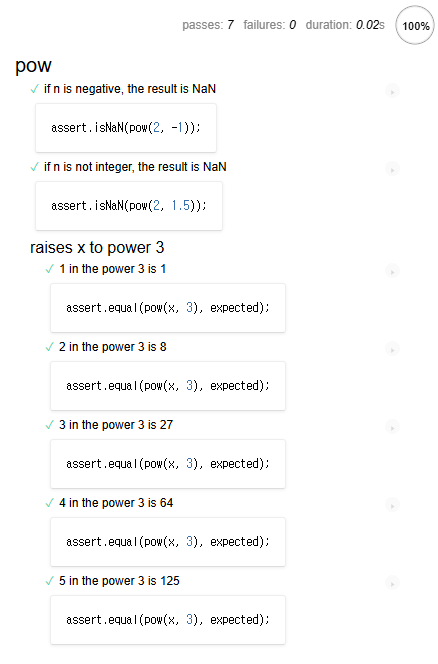 passes: 7 failures: 0 duration: 0.02s 100%
pow
✓ if n is negative, the result is NaN
assert.isNaN(pow(2, -1));
✓ if n is not integer, the result is NaN
assert.isNaN(pow(2, 1.5));
raises x to power 3
✓ 1 in the power 3 is 1
assert.equal(pow(x, 3), expected);
✓ 2 in the power 3 is 8
assert.equal(pow(x, 3), expected);
✓ 3 in the power 3 is 27
assert.equal(pow(x, 3), expected);
✓ 4 in the power 3 is 64
assert.equal(pow(x, 3), expected);
✓ 5 in the power 3 is 125
assert.equal(pow(x, 3), expected);